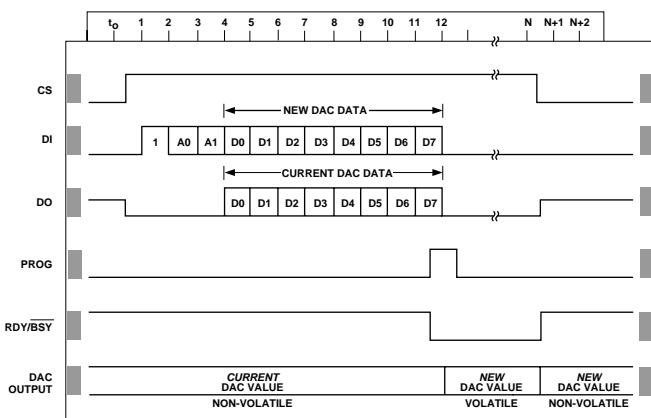 to 1 2 3 4 5 6 7 8 9 10 11 12 N N+1 N+2
CS
NEW DAC DATA
DI 1 A0 A1 D0 D1 D2 D3 D4 D5 D6 D7
CURRENT DAC DATA
DO D0 D1 D2 D3 D4 D5 D6 D7
PROG
RDY/BSY
DAC OUTPUT
CURRENT DAC VALUE NON-VOLATILE
NEW DAC VALUE VOLATILE
NEW DAC VALUE NON-VOLATILE